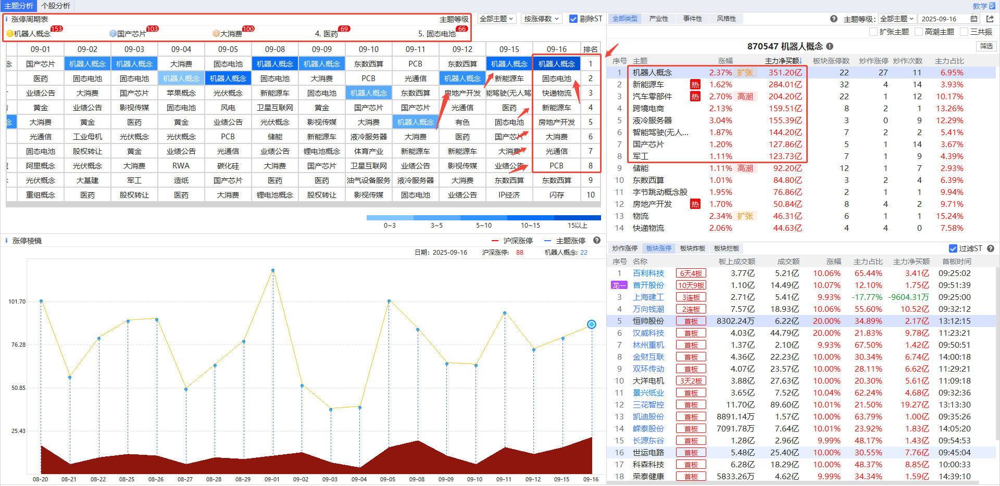 主题分析 个股分析 教学
涨停周期表 主题等级: 全部主题 按涨停数 剔除ST
1 机器人概念 153 2 国产芯片 103 3 大消费 100 4. 医药 69 5. 固态电池 66
09-01 09-02 09-03 09-04 09-05 09-08 09-09 09-10 09-11 09-12 09-15 09-16 排名
念 国产芯片 机器人概念 机器人概念 大消费 固态电池 机器人概念 机器人概念 东数西算 PCB 东数西算 机器人概念 机器人概念 1
医药 固态电池 固态电池 机器人概念 机器人概念 固态电池 大消费 PCB 光通信 机器人概念 新能源车 固态电池 2
业绩公告 大消费 国产芯片 苹果概念 光伏概念 新能源车 固态电池 机器人概念 东数西算 房地产开发 能驾驶(无人驾 快递物流 3
黄金 业绩公告 影视传媒 固态电池 风电 卫星互联网 黄金 国产芯片 国产芯片 光通信 医药 新能源车 4
念 大消费 黄金 医药 黄金 业绩公告 光伏概念 影视传媒 大消费 机器人概念 有色 固态电池 房地产开发 5
光通信 工业母机 光伏概念 光伏概念 PCB 储能 新能源车 液冷服务器 大消费 医药 国产芯片 大消费 6
固态电池 股权转让 黄金 业绩公告 光通信 业绩公告 锂电池概念 体育产业 新能源车 新能源车 大消费 光通信 7
阿里概念 光伏概念 大消费 RWA 碳化硅 大消费 国产芯片 卫星互联网 业绩公告 影视传媒 业绩公告 PCB 8
光伏概念 大基建 军工 造纸 国产芯片 医药 医药 油气设备服务 液冷服务器 大消费 东数西算 东数西算 9
重组概念 医药 股权转让 医药 大消费 锂电池概念 股权转让 影视传媒 固态电池 业绩公告 IP经济 闪存 10
0~3 3~5 5~10 10~15 15以上
涨停棱镜 沪深涨停 主题涨停 ?
日期: 2025-09-16 沪深涨停: 88 机器人概念: 22
101.70
76.28
50.85
25.43
08-20 08-21 08-22 08-25 08-26 08-27 08-28 08-29 09-01 09-02 09-03 09-04 09-05 09-08 09-09 09-10 09-11 09-12 09-15 09-16
全部类型 产业性 事件性 风格性 ? 主题等级: 全部主题 2025-09-16
扩张主题 高潮主题 三共振
870547 机器人概念 ! 筛选
序号 主题 涨幅 主力净买额↓ 板块涨停数 炒作涨停 炒作次数 主力占比
1 机器人概念 2.37% 扩张 351.20亿 22 27 11 6.95%
2 新能源车 热 1.62% 284.01亿 32 4 14 3.93%
3 汽车零部件 热 2.70% 高潮 204.20亿 22 1 12 10.17%
4 跨境电商 2.13% 159.51亿 8 2 1 13.26%
5 液冷服务器 3.04% 155.39亿 3 0 9 12.29%
6 智能驾驶(无人... 1.87% 144.20亿 7 2 2 5.41%
7 国产芯片 1.20% 127.86亿 5 1 14 3.67%
8 军工 1.11% 123.73亿 7 1 9 4.39%
9 储能 1.11% 高潮 92.20亿 12 1 7 2.93%
10 东数西算 1.01% 84.80亿 3 2 4 6.39%
11 字节跳动概念股 1.95% 76.86亿 2 1 1 9.94%
12 房地产开发 热 1.70% 50.84亿 8 4 2 9.71%
13 物流 2.34% 扩张 46.31亿 6 1 1 15.24%
14 快递物流 2.06% 44.63亿 4 4 0 7.58%
炒作涨停 板块涨停 板块炸板 板块烂板 过滤ST ?
序号 名称 板上成交额 成交额 涨幅 主力占比 主力净买额 首板时间
1 百利科技 6天4板 3.77亿 5.21亿 10.06% 65.44% 3.41亿 09:25:02
龙一 首开股份 10天9板 1.10亿 14.49亿 10.07% 12.10% 1.75亿 09:51:39
3 上海建工 3连板 2.71亿 5.41亿 9.93% -17.77% -9604.31万 09:25:00
4 万向钱潮 2连板 7.57亿 18.93亿 10.06% 55.60% 10.52亿 09:32:12
5 恒帅股份 首板 8302.24万 6.22亿 20.00% 34.89% 2.17亿 13:12:15
6 汉威科技 首板 4.03亿 44.79亿 20.00% 21.83% 9.78亿 11:23:21
7 林州重机 首板 1.37亿 2.10亿 9.93% 67.50% 1.42亿 09:50:51
8 金财互联 首板 4.36亿 22.23亿 10.00% 30.34% 6.74亿 14:00:18
9 双环传动 首板 4.07亿 23.57亿 10.00% 28.11% 6.62亿 11:29:21
10 大洋电机 3天2板 3.88亿 27.63亿 10.00% 20.30% 5.61亿 11:09:18
11 景兴纸业 首板 3.65亿 7.52亿 10.04% 62.24% 4.68亿 09:32:36
12 三花智控 首板 11.70亿 89.60亿 10.01% 21.50% 19.27亿 13:13:30
13 凯迪股份 首板 8891.14万 1.57亿 10.00% 63.79% 1.00亿 09:35:26
14 嵘泰股份 首板 7091.78万 7.64亿 10.01% 23.92% 1.83亿 14:05:20
15 长源东谷 首板 1.28亿 2.96亿 9.99% 48.17% 1.43亿 09:54:53
16 世运电路 首板 5.48亿 25.40亿 10.00% 30.55% 7.76亿 09:45:04
17 科森科技 首板 6.28亿 18.29亿 10.00% 48.37% 8.85亿 10:00:33
18 荣泰健康 首板 5833.26万 4.62亿 9.99% 34.34% 1.59亿 14:39:10